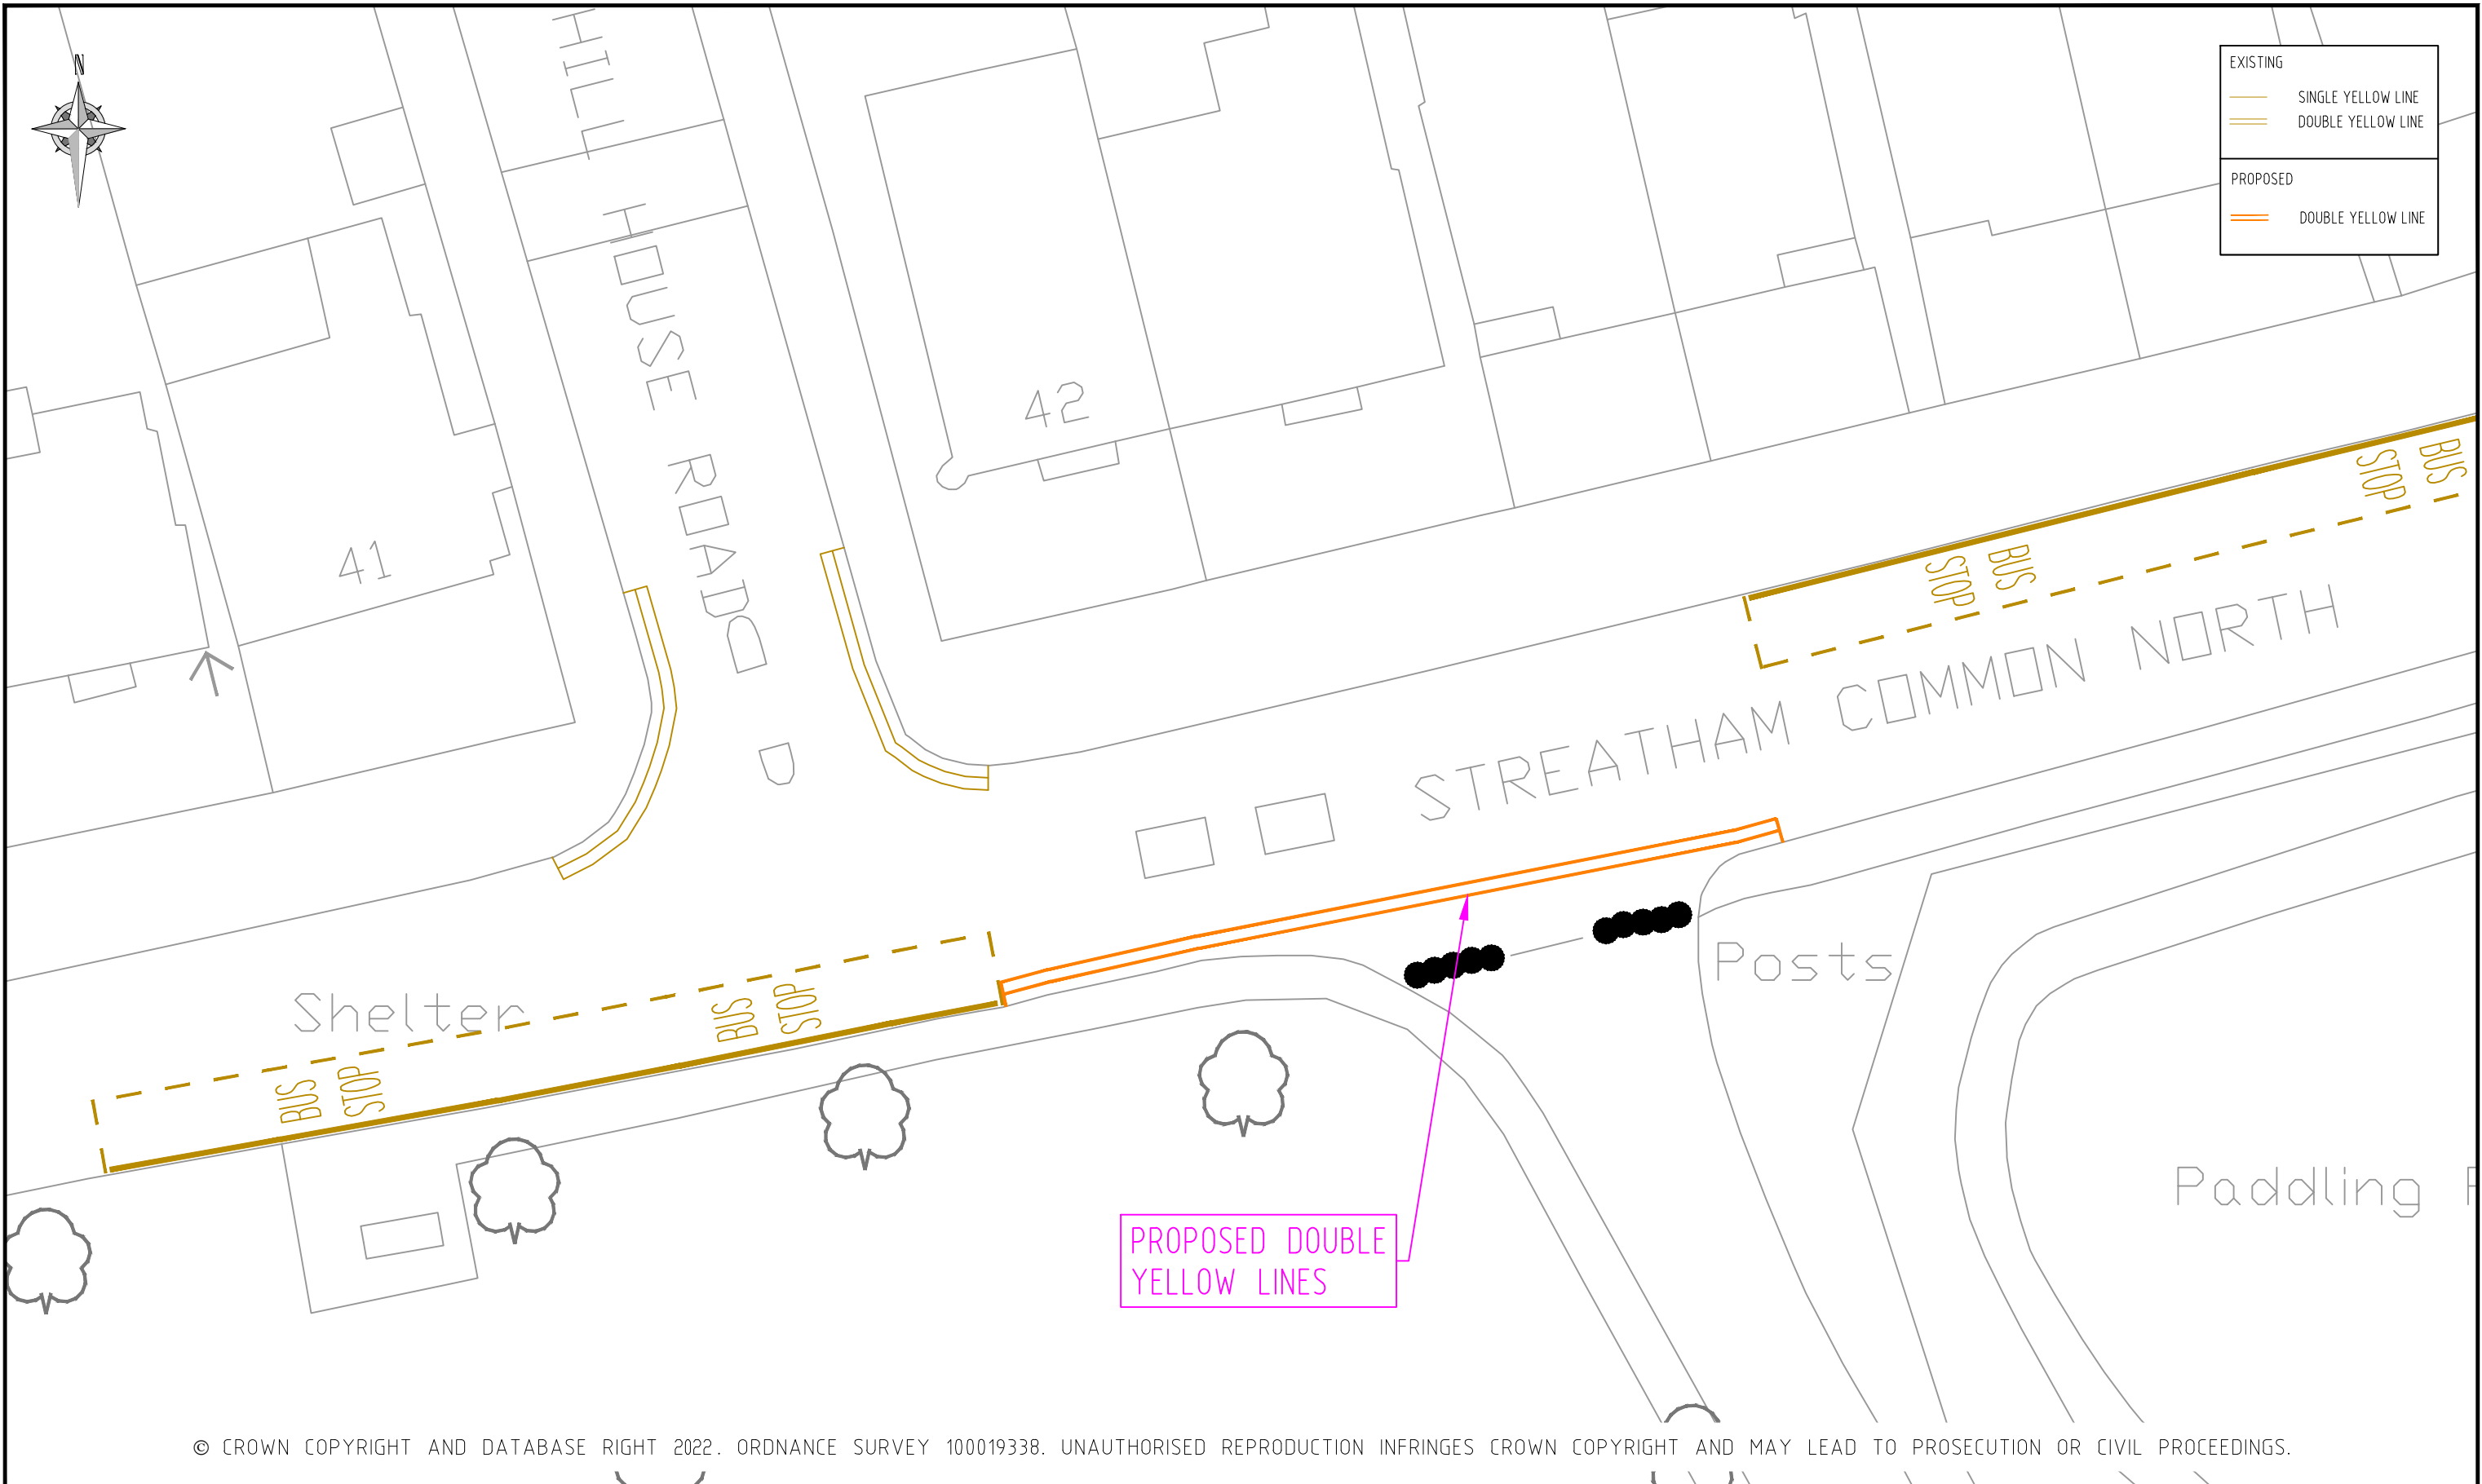 N
EXISTING
SINGLE YELLOW LINE
DOUBLE YELLOW LINE
PROPOSED
DOUBLE YELLOW LINE
HILL HOUSE ROAD
42
41
BUS STOP
BUS STOP
STREATHAM COMMON NORTH
Shelter
BUS STOP
BUS STOP
Posts
Paddling
PROPOSED DOUBLE
YELLOW LINES
© CROWN COPYRIGHT AND DATABASE RIGHT 2022. ORDNANCE SURVEY 100019338. UNAUTHORISED REPRODUCTION INFRINGES CROWN COPYRIGHT AND MAY LEAD TO PROSECUTION OR CIVIL PROCEEDINGS.